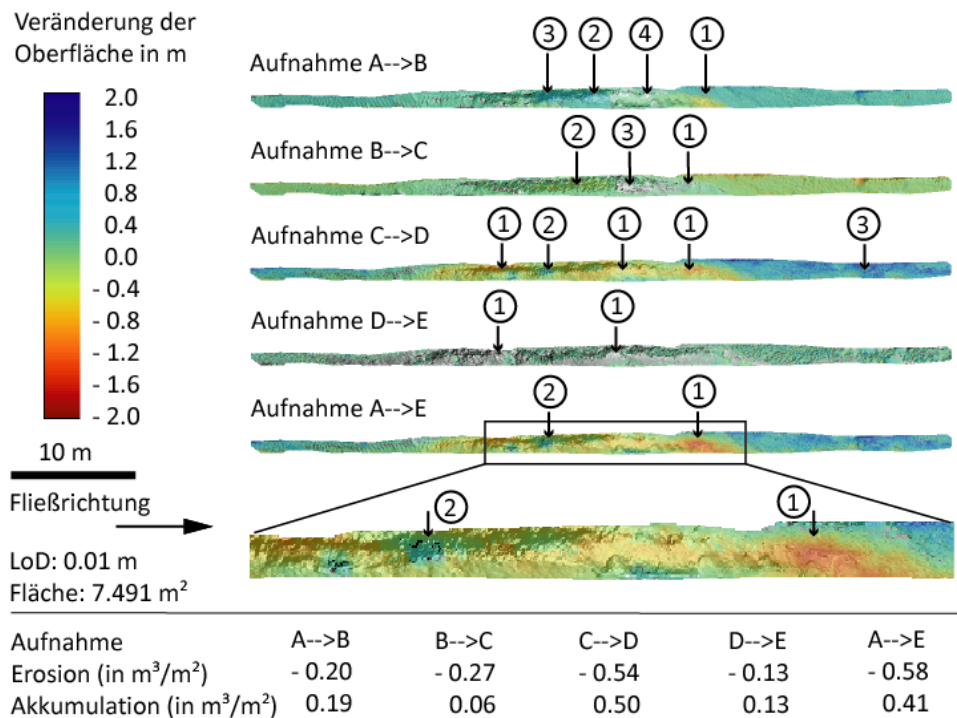 Veränderung der
Oberfläche in m
2.0
1.6
1.2
0.8
0.4
0.0
- 0.4
- 0.8
- 1.2
- 1.6
- 2.0
10 m
Fließrichtung
LoD: 0.01 m
Fläche: 7.491 m²
3 2 4 1
Aufnahme A-->B
2 3 1
Aufnahme B-->C
1 2 1 1 3
Aufnahme C-->D
1 1
Aufnahme D-->E
2 1
Aufnahme A-->E
2 1
Aufnahme A-->B B-->C C-->D D-->E A-->E
Erosion (in m³/m²) - 0.20 - 0.27 - 0.54 - 0.13 - 0.58
Akkumulation (in m³/m²) 0.19 0.06 0.50 0.13 0.41